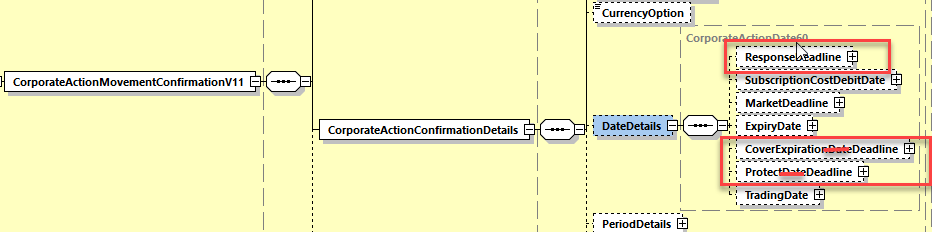 CurrencyOption
CorporateActionDate60
ResponseDeadline
CorporateActionMovementConfirmationV11
SubscriptionCostDebitDate
MarketDeadline
CorporateActionConfirmationDetails
DateDetails
ExpiryDate
CoverExpirationDateDeadline
ProtectDateDeadline
TradingDate
PeriodDetails